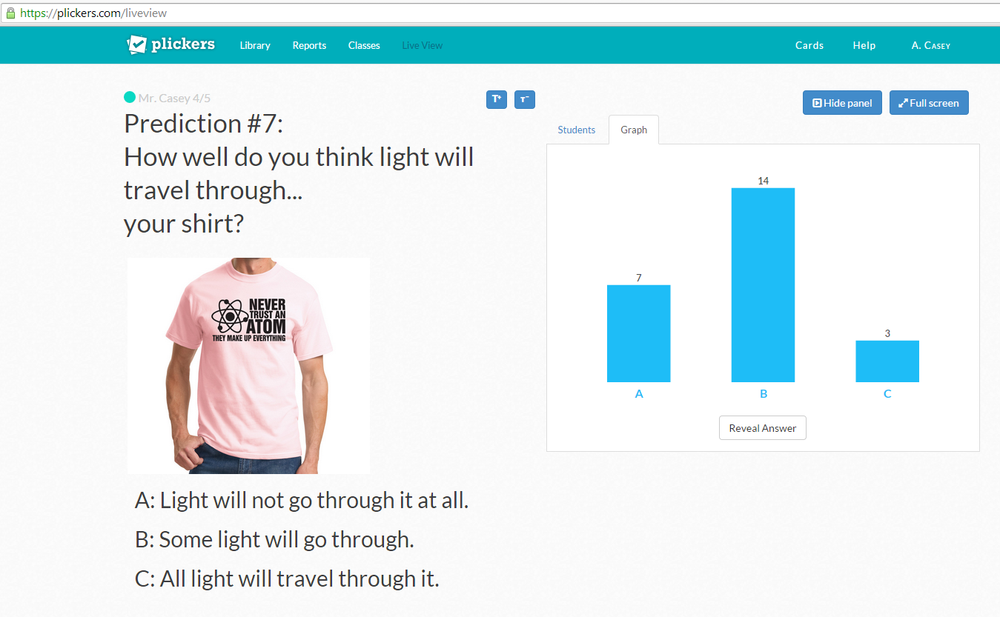 https://plickers.com/liveview
plickers Library Reports Classes Live View Cards Help A. Casey
Mr. Casey 4/5
T+ T−
Hide panel Full screen
Prediction #7:
How well do you think light will
travel through...
your shirt?
NEVER
TRUST AN
ATOM
THEY MAKE UP EVERYTHING
A: Light will not go through it at all.
B: Some light will go through.
C: All light will travel through it.
Students Graph
14
7
3
A B C
Reveal Answer